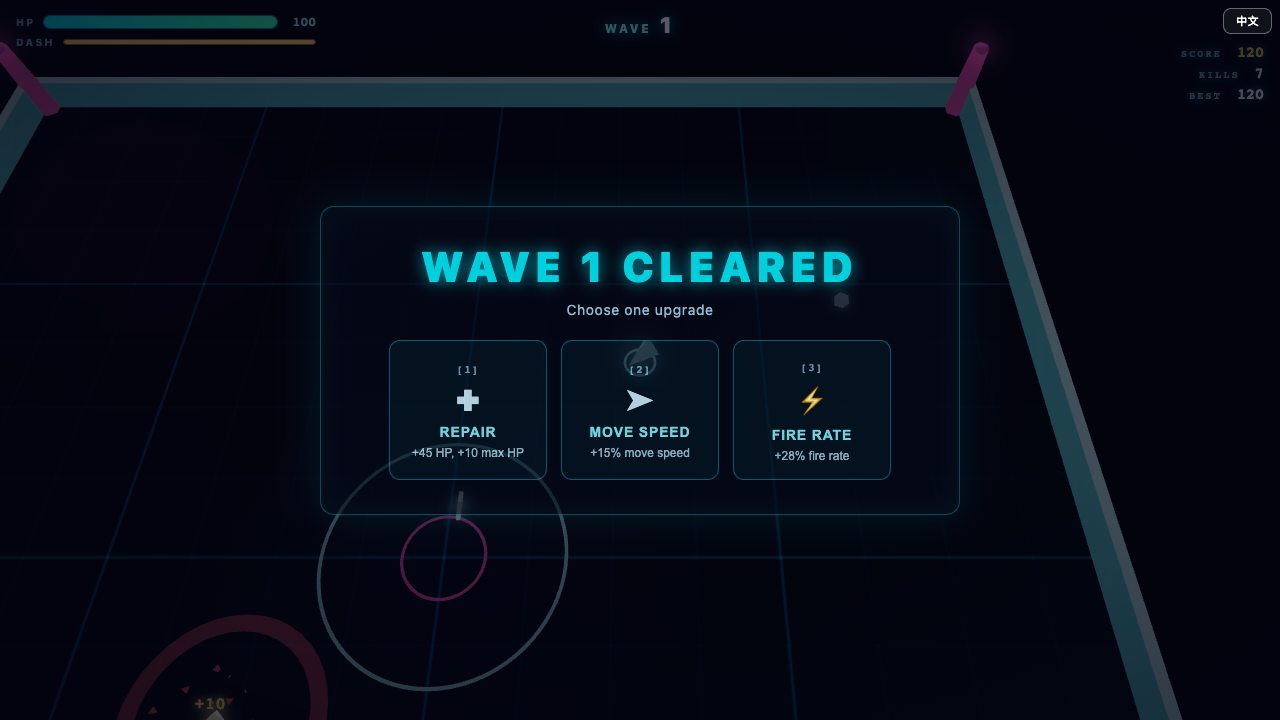 HP 100
DASH
WAVE 1
中文
SCORE 120
KILLS 7
BEST 120
WAVE 1 CLEARED
Choose one upgrade
[1]
REPAIR
+45 HP, +10 max HP
[2]
MOVE SPEED
+15% move speed
[3]
FIRE RATE
+28% fire rate
+10